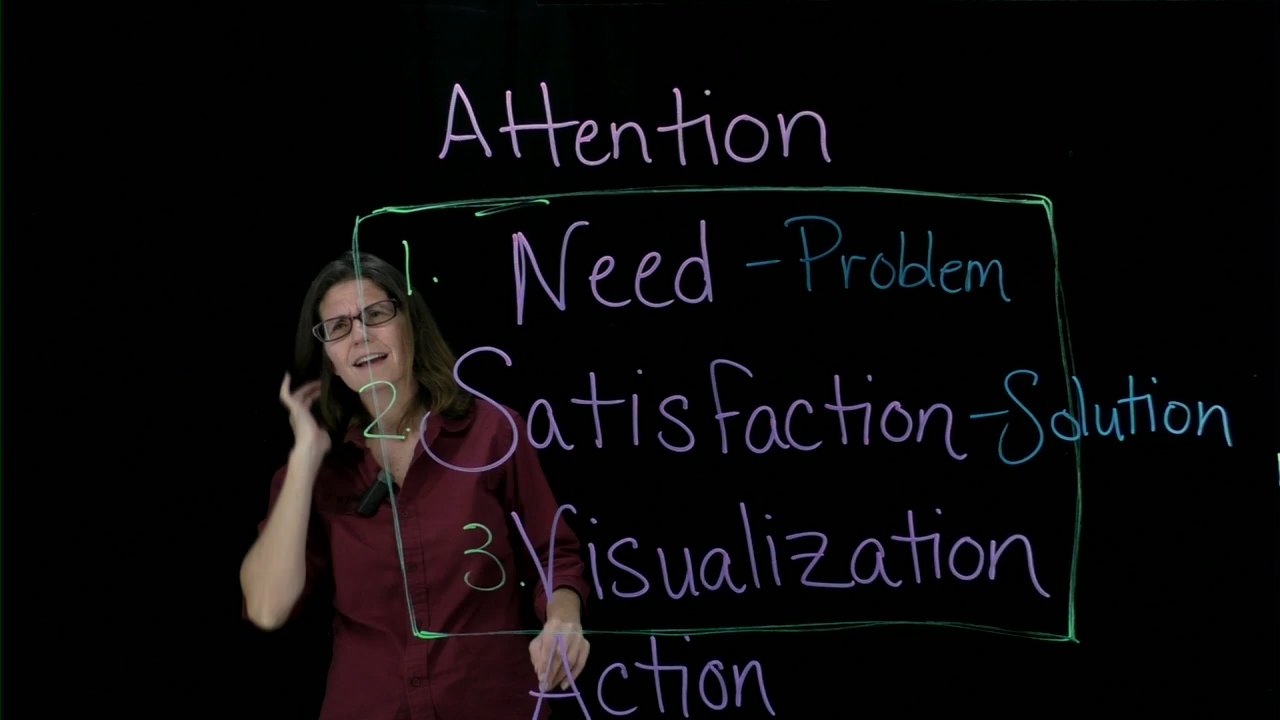 Attention
1. Need - Problem
2. Satisfaction - Solution
3. Visualization
Action